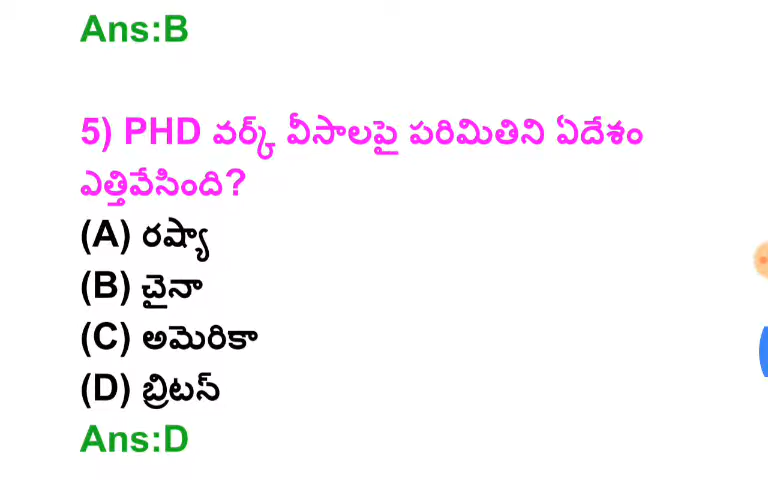 Ans:B
5) PHD వర్క్ వీసాలపై పరిమితిని ఏదేశం
ఎత్తివేసింది?
(A) రష్యా
(B) చైనా
(C) అమెరికా
(D) బ్రిటన్
Ans:D